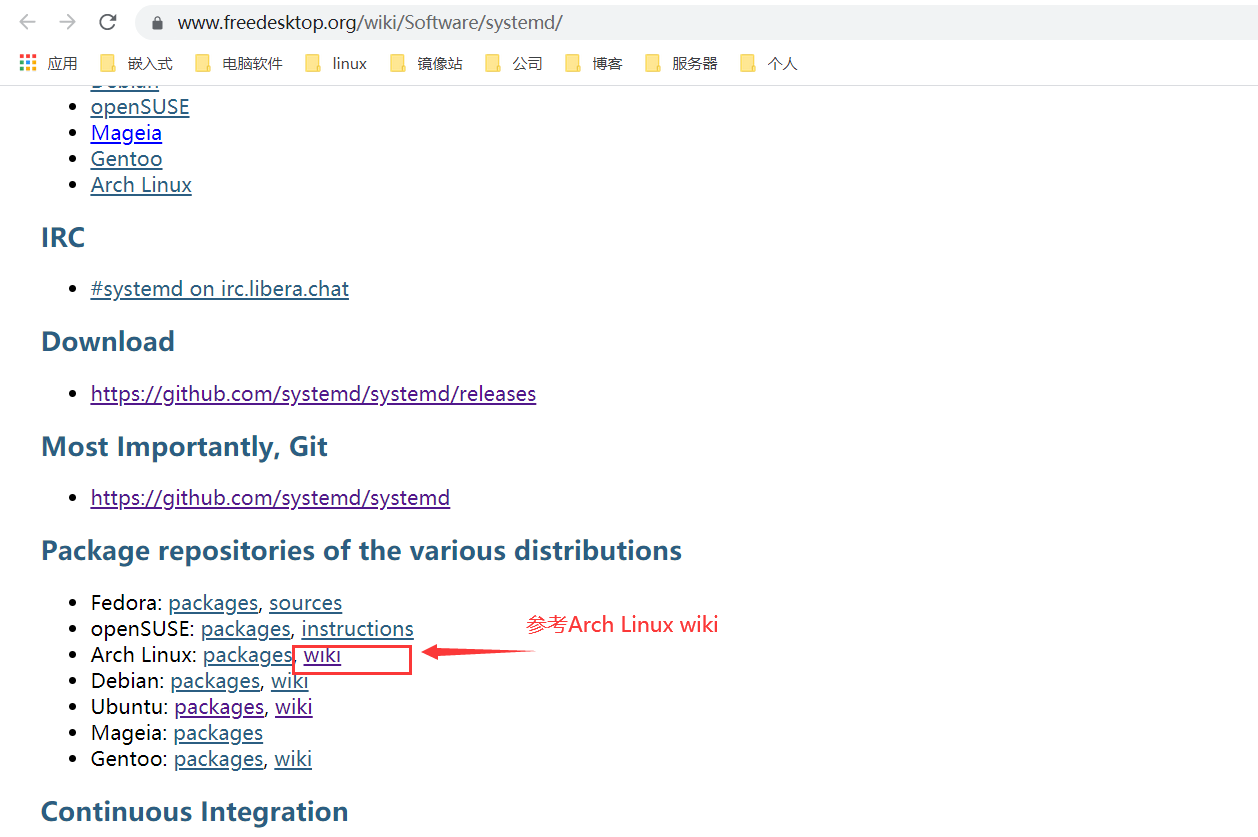 www.freedesktop.org/wiki/Software/systemd/
应用 嵌入式 电脑软件 linux 镜像站 公司 博客 服务器 个人
Debian
openSUSE
Mageia
Gentoo
Arch Linux
IRC
#systemd on irc.libera.chat
Download
https://github.com/systemd/systemd/releases
Most Importantly, Git
https://github.com/systemd/systemd
Package repositories of the various distributions
Fedora: packages, sources
openSUSE: packages, instructions
参考Arch Linux wiki
Arch Linux: packages, wiki
Debian: packages, wiki
Ubuntu: packages, wiki
Mageia: packages
Gentoo: packages, wiki
Continuous Integration